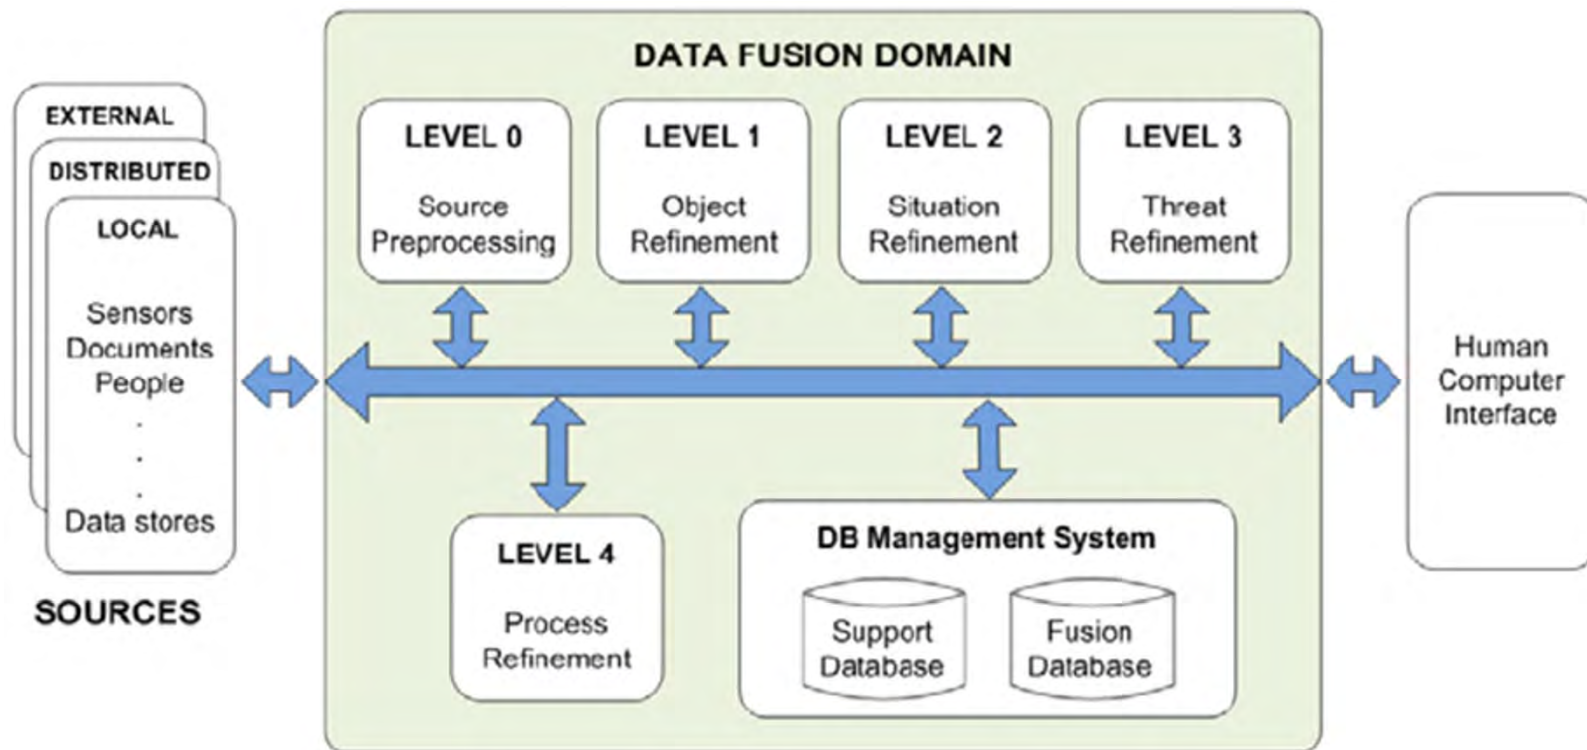 DATA FUSION DOMAIN
EXTERNAL
DISTRIBUTED
LOCAL
Sensors
Documents
People
.
.
.
Data stores
SOURCES
LEVEL 0
Source
Preprocessing
LEVEL 1
Object
Refinement
LEVEL 2
Situation
Refinement
LEVEL 3
Threat
Refinement
LEVEL 4
Process
Refinement
DB Management System
Support
Database
Fusion
Database
Human
Computer
Interface